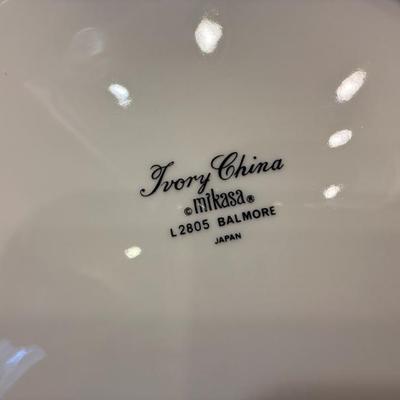 Ivory China
©mikasa®
L2805 BALMORE
JAPAN